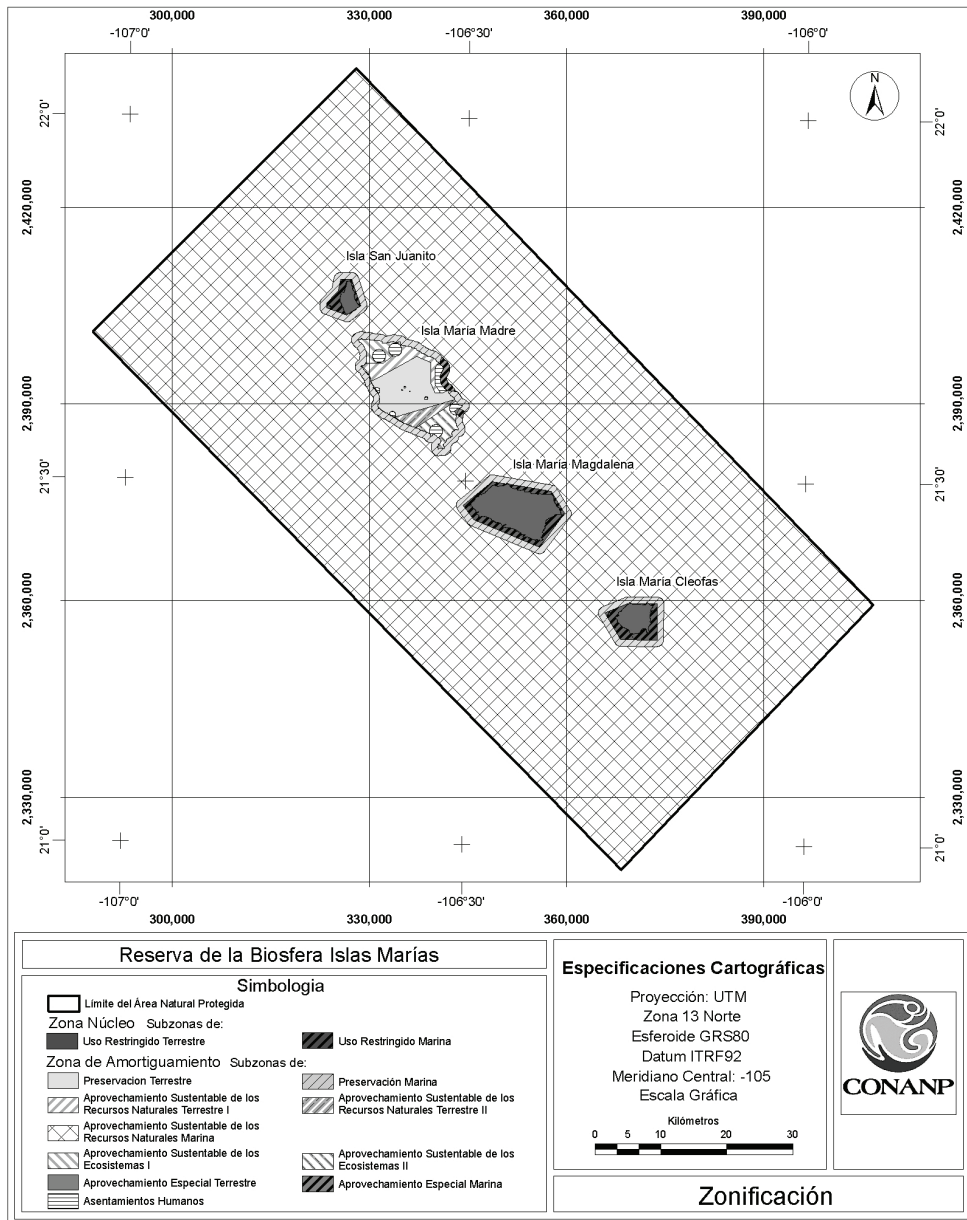 300,000 330,000 360,000 390,000
-107°0' -106°30' -106°0'
N
22°0' 22°0'
2,420,000 2,420,000
Isla San Juanito
Isla María Madre
2,390,000 2,390,000
Isla María Magdalena
21°30' 21°30'
Isla María Cleofas
2,360,000 2,360,000
2,330,000 2,330,000
21°0' 21°0'
-107°0' -106°30' -106°0'
300,000 330,000 360,000 390,000
Reserva de la Biosfera Islas Marías
Simbologia
Límite del Área Natural Protegida
Zona Núcleo Subzonas de:
Uso Restringido Terrestre Uso Restringido Marina
Zona de Amortiguamiento Subzonas de:
Preservacion Terrestre Preservación Marina
Aprovechamiento Sustentable de los
Recursos Naturales Terrestre I
Aprovechamiento Sustentable de los
Recursos Naturales Terrestre II
Aprovechamiento Sustentable de los
Recursos Naturales Marina
Aprovechamiento Sustentable de los
Ecosistemas I
Aprovechamiento Sustentable de los
Ecosistemas II
Aprovechamiento Especial Terrestre Aprovechamiento Especial Marina
Asentamientos Humanos
Especificaciones Cartográficas
Proyección: UTM
Zona 13 Norte
Esferoide GRS80
Datum ITRF92
Meridiano Central: -105
Escala Gráfica
Kilómetros
0 5 10 20 30
CONANP
Zonificación